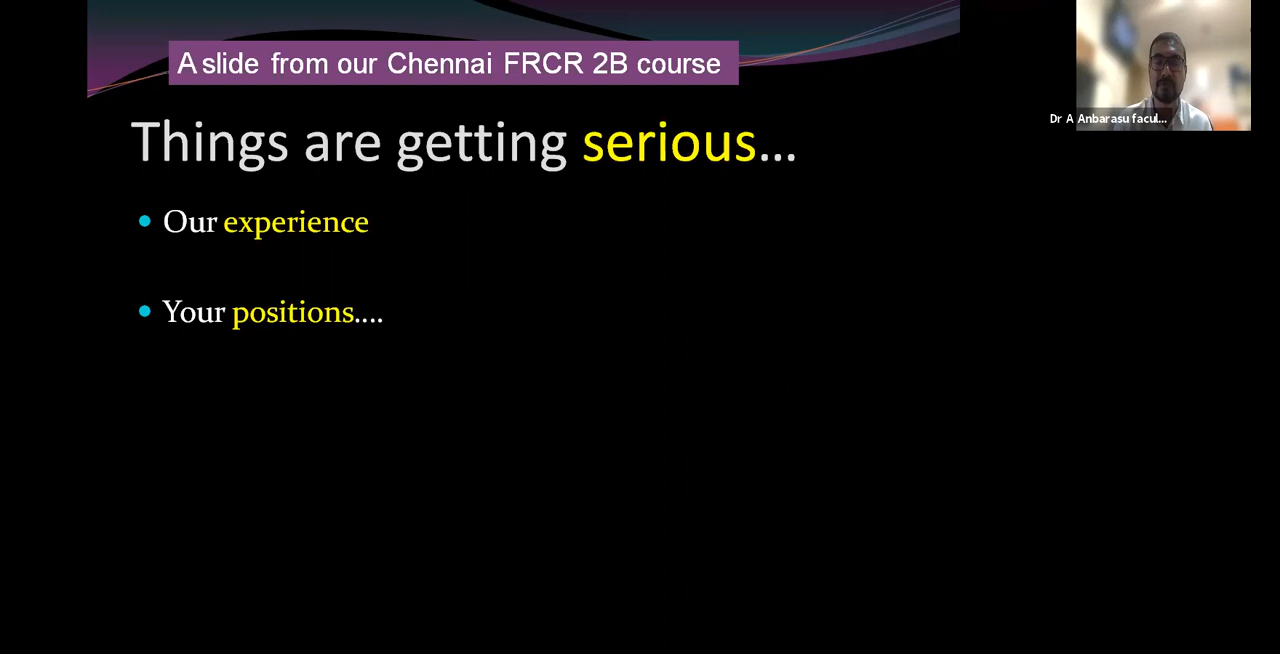 A slide from our Chennai FRCR 2B course
Things are getting serious...
Our experience
Your positions....
Dr A Anbarasu facul...